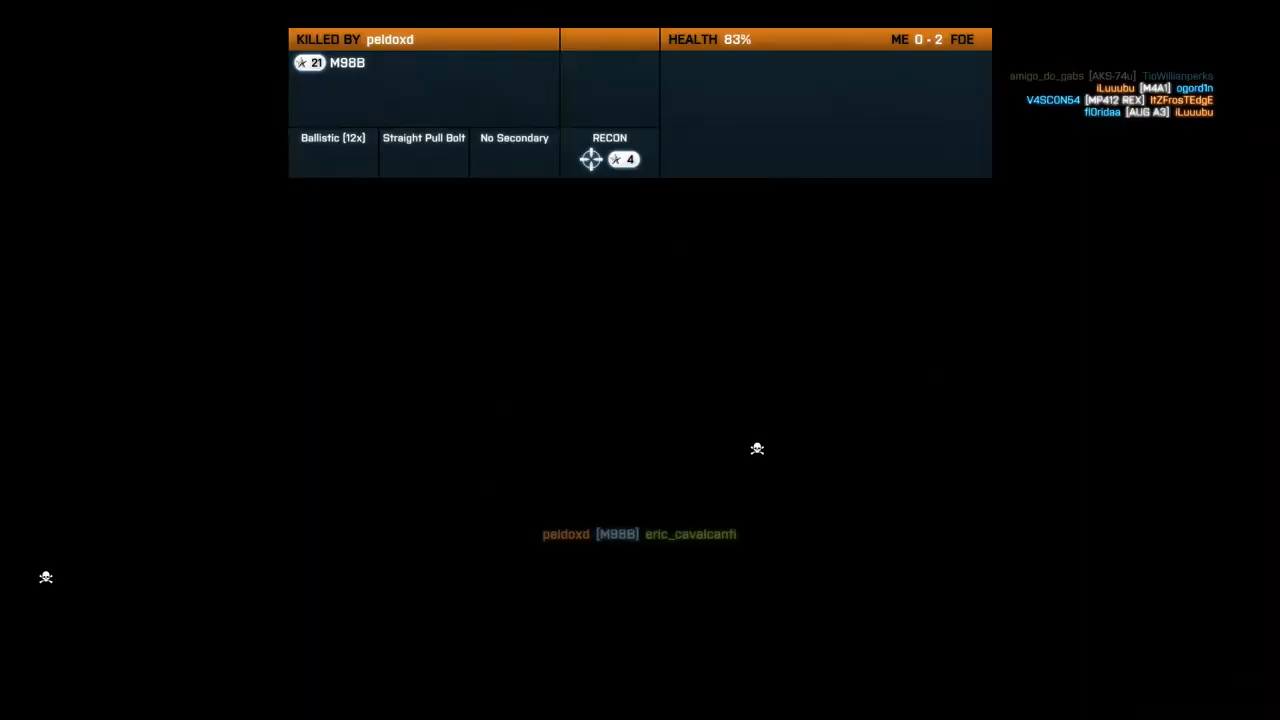 KILLED BY peldoxd
HEALTH 83%
ME 0 - 2 FOE
21 M98B
Ballistic (12x)
Straight Pull Bolt
No Secondary
RECON
4
amigo_do_gabs [AKS-74u] TioWillianperks
iLuuubu [M4A1] ogord1n
V4SC0N54 [MP412 REX] ItZFrosTEdgE
fl0ridaa [AUG A3] iLuuubu
peldoxd [M98B] eric_cavalcanti